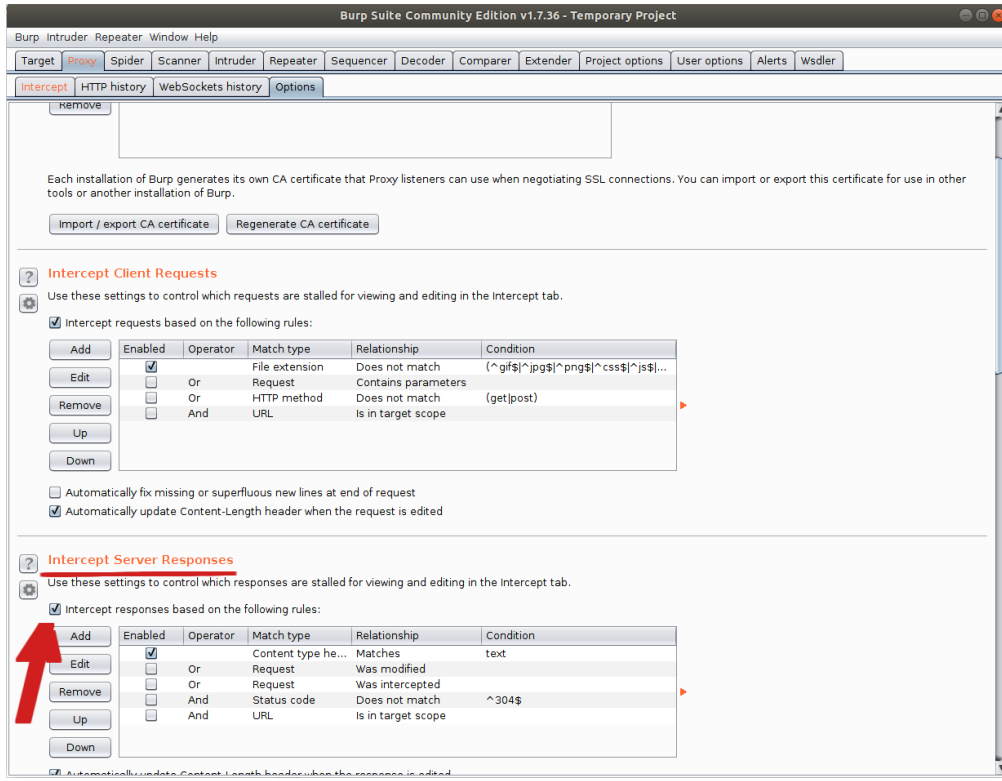 Burp Suite Community Edition v1.7.36 - Temporary Project
Burp Intruder Repeater Window Help
Target Proxy Spider Scanner Intruder Repeater Sequencer Decoder Comparer Extender Project options User options Alerts Wsdler
Intercept HTTP history WebSockets history Options
Remove
Each installation of Burp generates its own CA certificate that Proxy listeners can use when negotiating SSL connections. You can import or export this certificate for use in other
tools or another installation of Burp.
Import / export CA certificate Regenerate CA certificate
? Intercept Client Requests
Use these settings to control which requests are stalled for viewing and editing in the Intercept tab.
Intercept requests based on the following rules:
Add Enabled Operator Match type Relationship Condition
File extension Does not match (^gif$|^jpg$|^png$|^css$|^js$|...
Edit
Or Request Contains parameters
Or HTTP method Does not match (get|post)
Remove
And URL Is in target scope
Up
Down
Automatically fix missing or superfluous new lines at end of request
Automatically update Content-Length header when the request is edited
? Intercept Server Responses
Use these settings to control which responses are stalled for viewing and editing in the Intercept tab.
Intercept responses based on the following rules:
Add Enabled Operator Match type Relationship Condition
Content type he... Matches text
Edit
Or Request Was modified
Or Request Was intercepted
Remove
And Status code Does not match ^304$
And URL Is in target scope
Up
Down
Automatically update Content-Length header when the response is edited